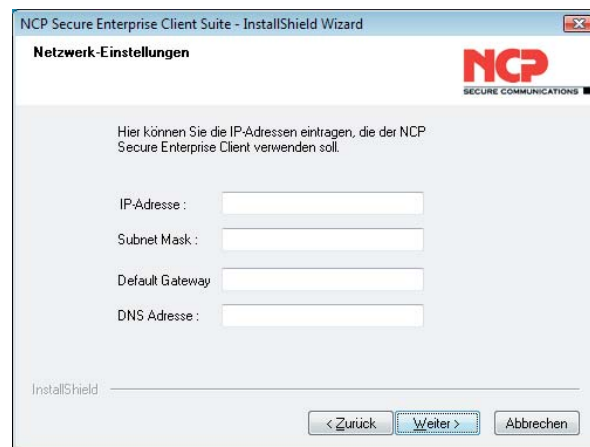 NCP Secure Enterprise Client Suite - InstallShield Wizard
Netzwerk-Einstellungen
NCP
SECURE COMMUNICATIONS
Hier können Sie die IP-Adressen eintragen, die der NCP
Secure Enterprise Client verwenden soll.
IP-Adresse :
Subnet Mask :
Default Gateway
DNS Adresse :
InstallShield
< Zurück
Weiter >
Abbrechen